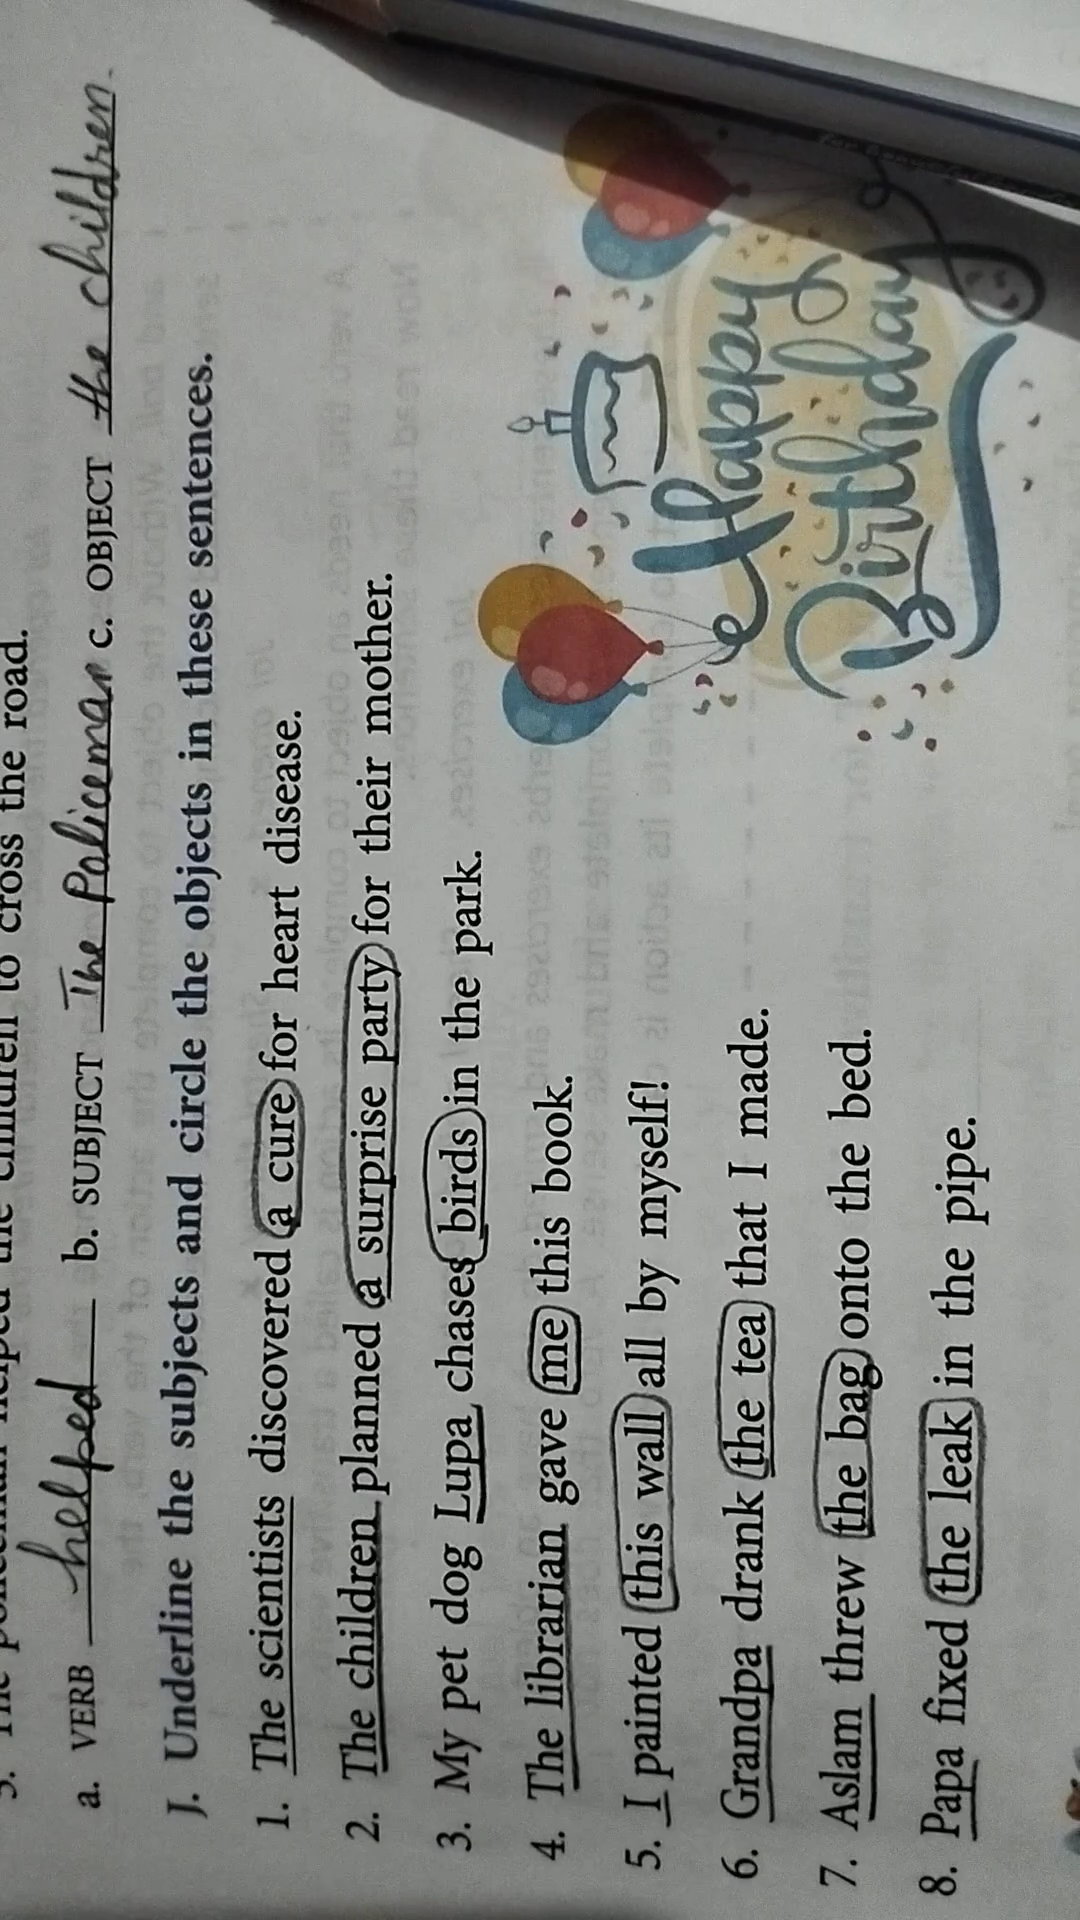 children to cross the road.
a. VERB helped b. SUBJECT The Policeman c. OBJECT the children.
J. Underline the subjects and circle the objects in these sentences.
1. The scientists discovered a cure for heart disease.
2. The children planned a surprise party for their mother.
3. My pet dog Lupa chases birds in the park.
4. The librarian gave me this book.
5. I painted this wall all by myself!
6. Grandpa drank the tea that I made.
7. Aslam threw the bag onto the bed.
8. Papa fixed the leak in the pipe.
Happy
Birthday